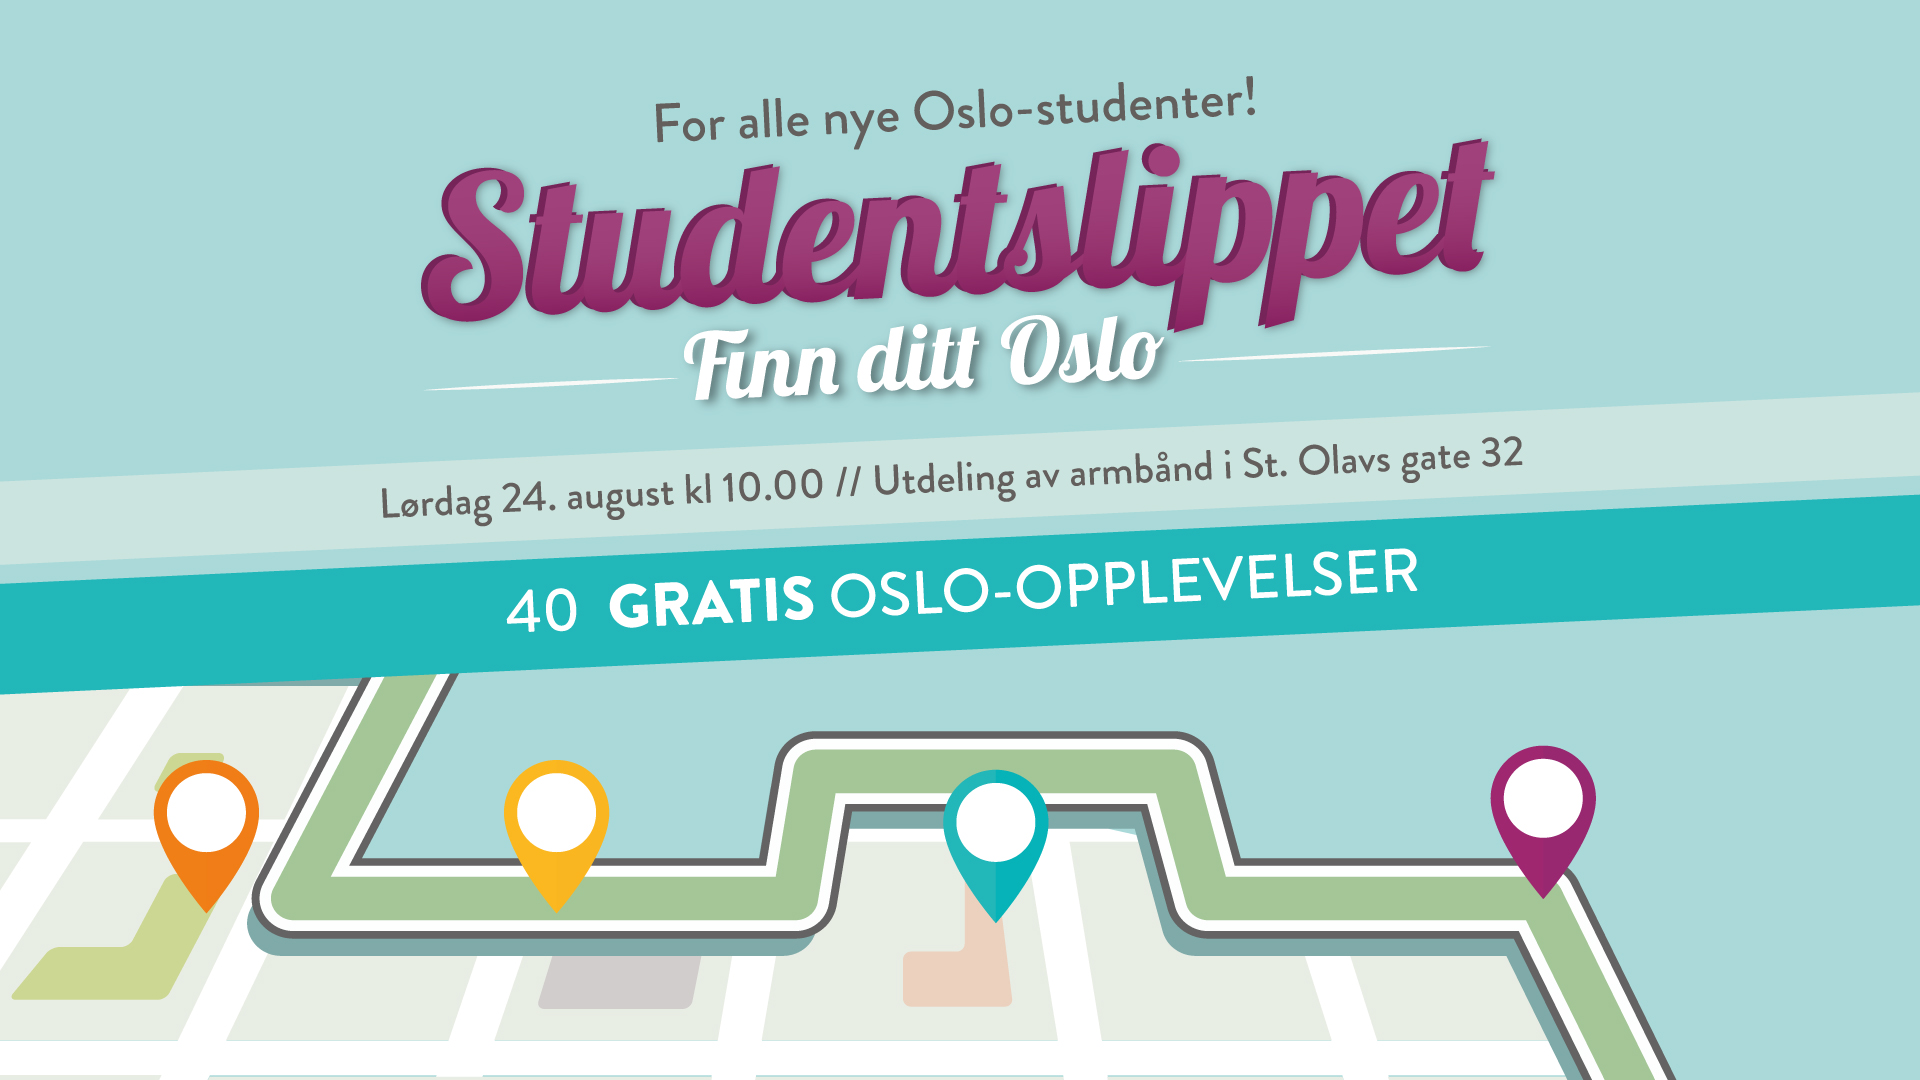 For alle nye Oslo-studenter!
Studentslippet
Finn ditt Oslo
Lørdag 24. august kl 10.00 // Utdeling av armbånd i St. Olavs gate 32
40 GRATIS OSLO-OPPLEVELSER